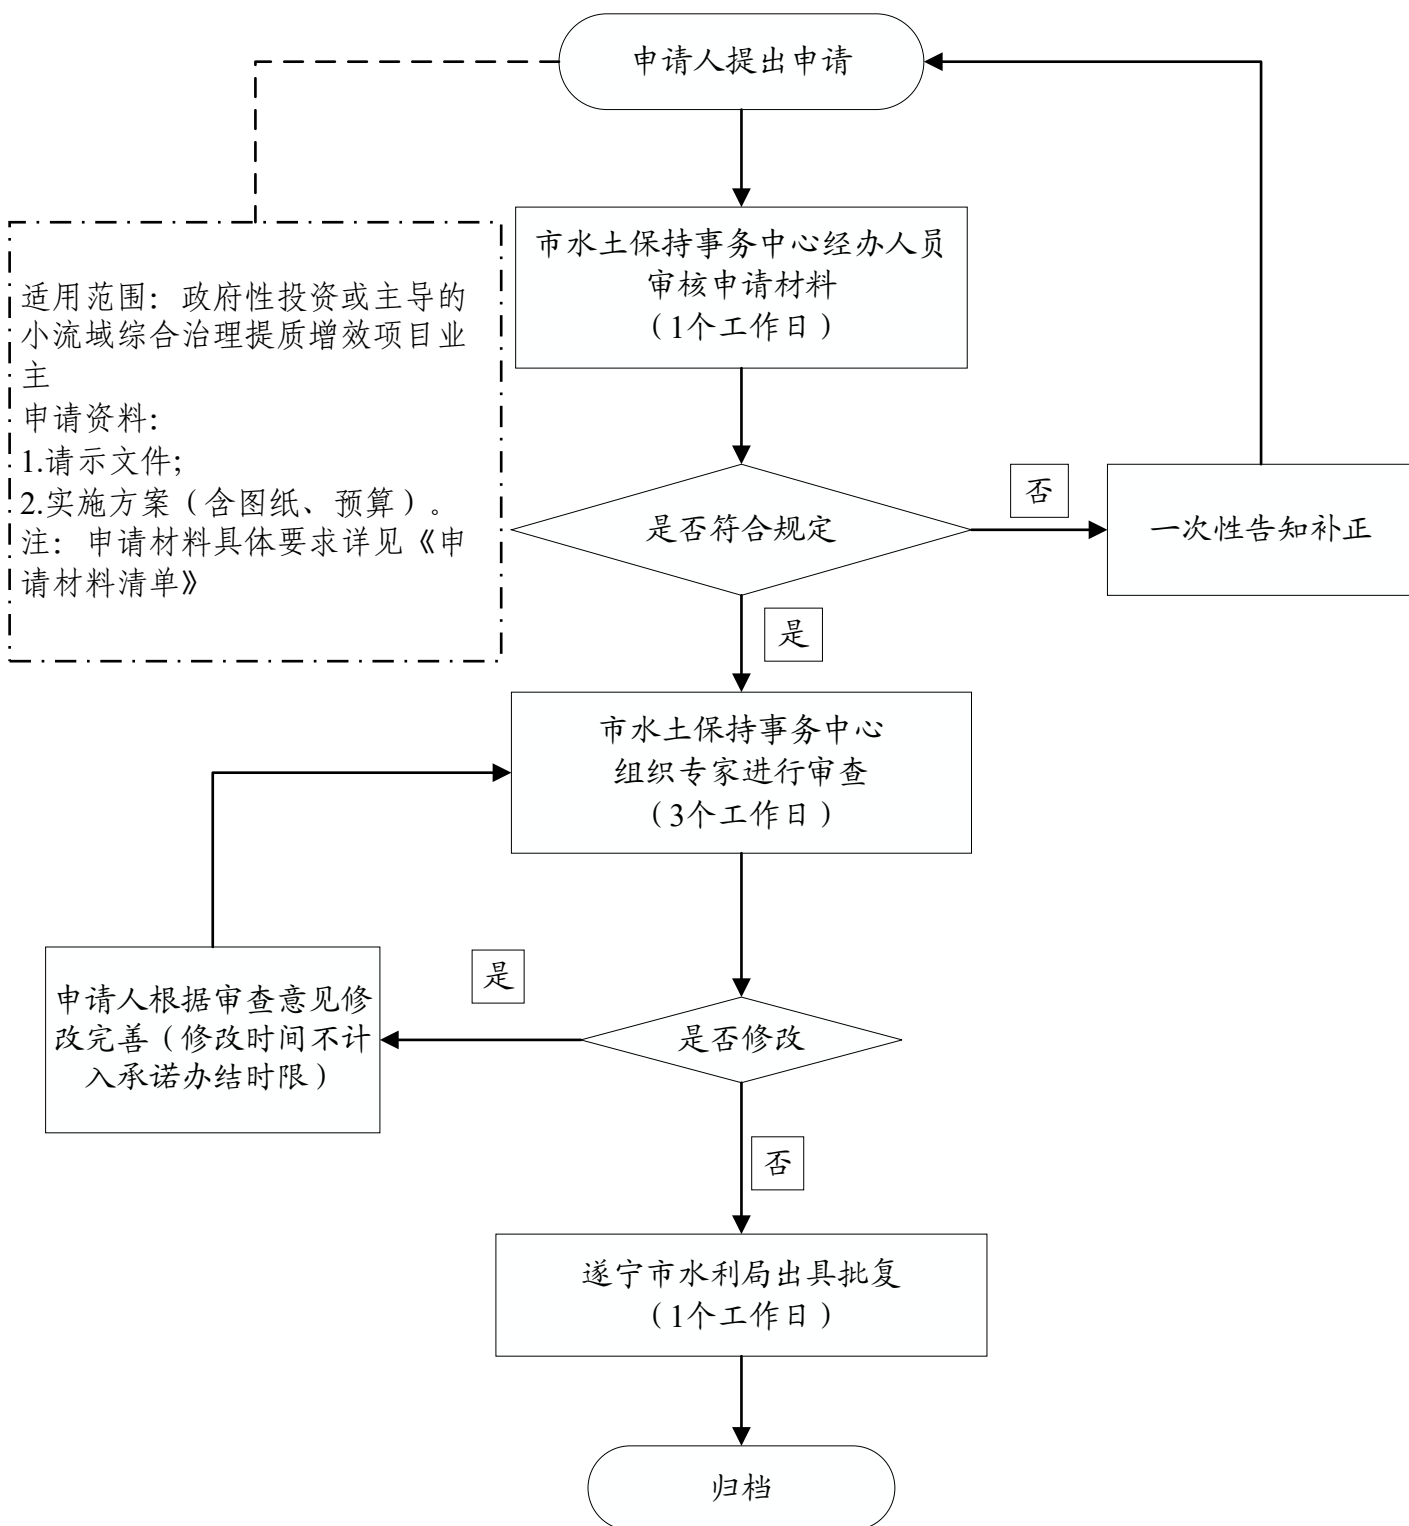 申请人提出申请
市水土保持事务中心经办人员
审核申请材料
（1个工作日）
适用范围：政府性投资或主导的
小流域综合治理提质增效项目业
主
申请资料：
1.请示文件;
2.实施方案（含图纸、预算）。
注：申请材料具体要求详见《申
请材料清单》
是否符合规定
否
一次性告知补正
是
市水土保持事务中心
组织专家进行审查
（3个工作日）
是
申请人根据审查意见修
改完善（修改时间不计
入承诺办结时限）
是否修改
否
遂宁市水利局出具批复
（1个工作日）
归档